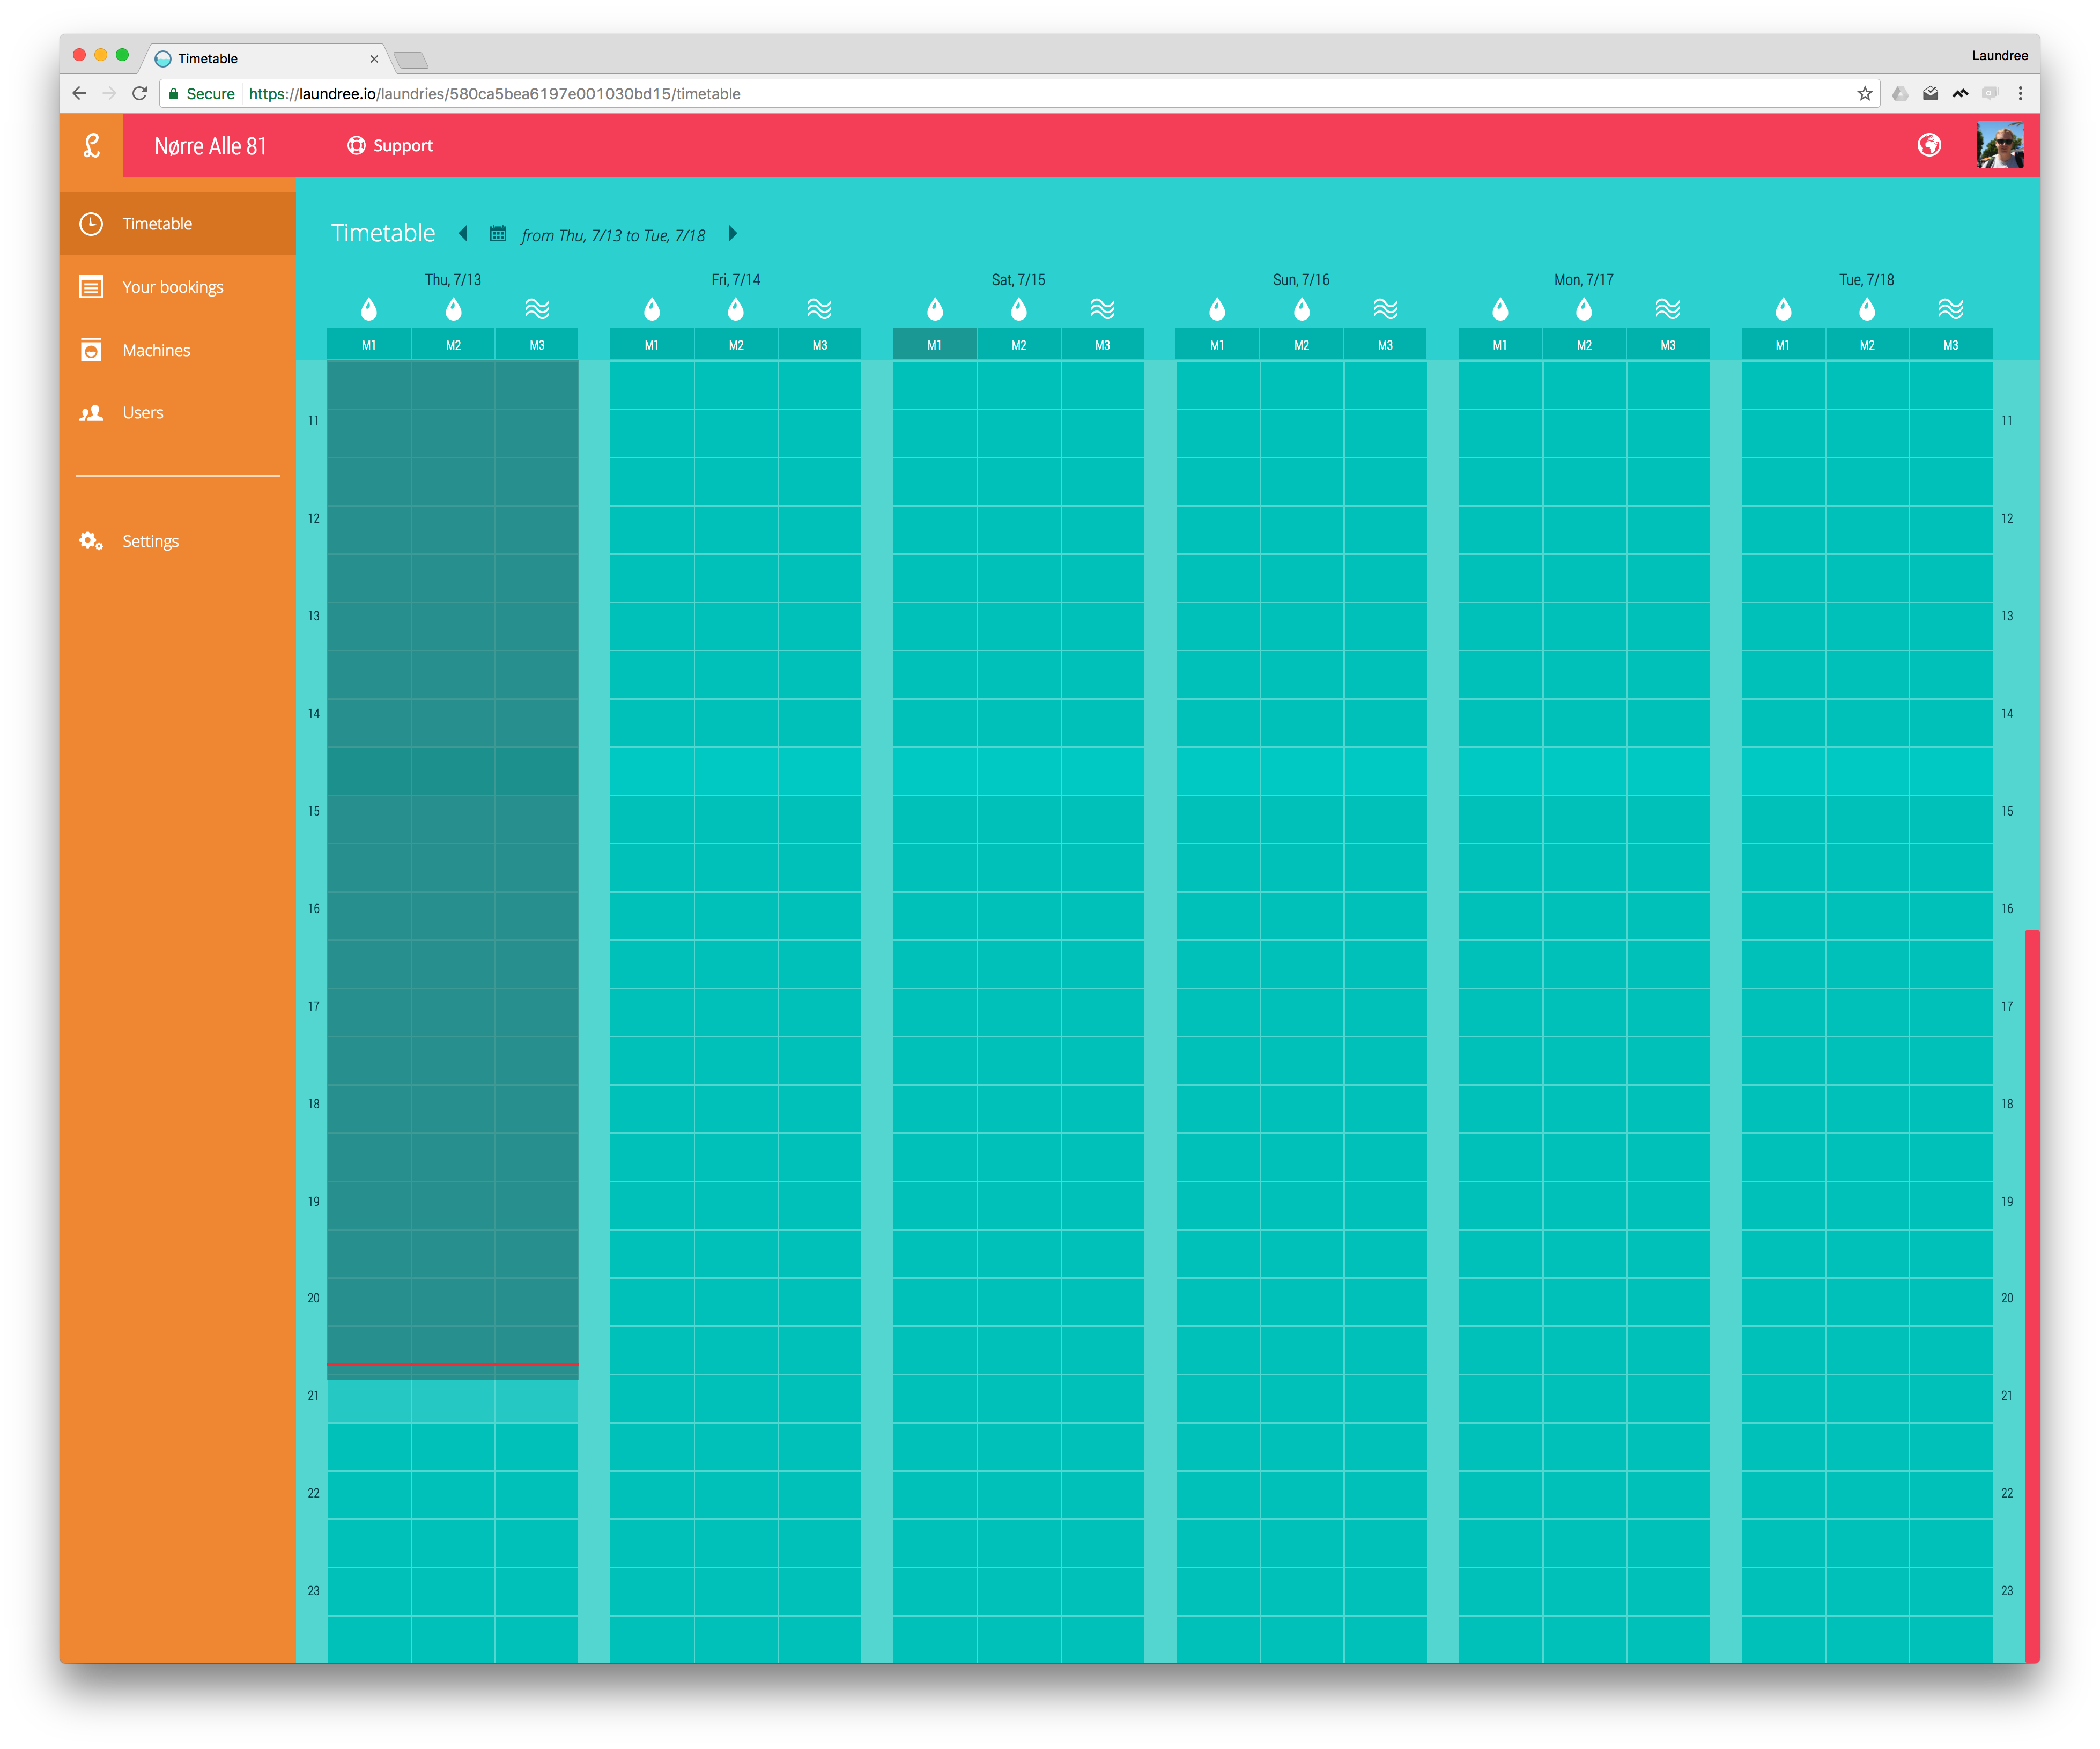 Timetable
Laundree
Secure https://laundree.io/laundries/580ca5bea6197e001030bd15/timetable
L Nørre Alle 81 Support
Timetable
Your bookings
Machines
Users
Settings
Timetable from Thu, 7/13 to Tue, 7/18
Thu, 7/13 Fri, 7/14 Sat, 7/15 Sun, 7/16 Mon, 7/17 Tue, 7/18
M1 M2 M3 M1 M2 M3 M1 M2 M3 M1 M2 M3 M1 M2 M3 M1 M2 M3
11 11
12 12
13 13
14 14
15 15
16 16
17 17
18 18
19 19
20 20
21 21
22 22
23 23